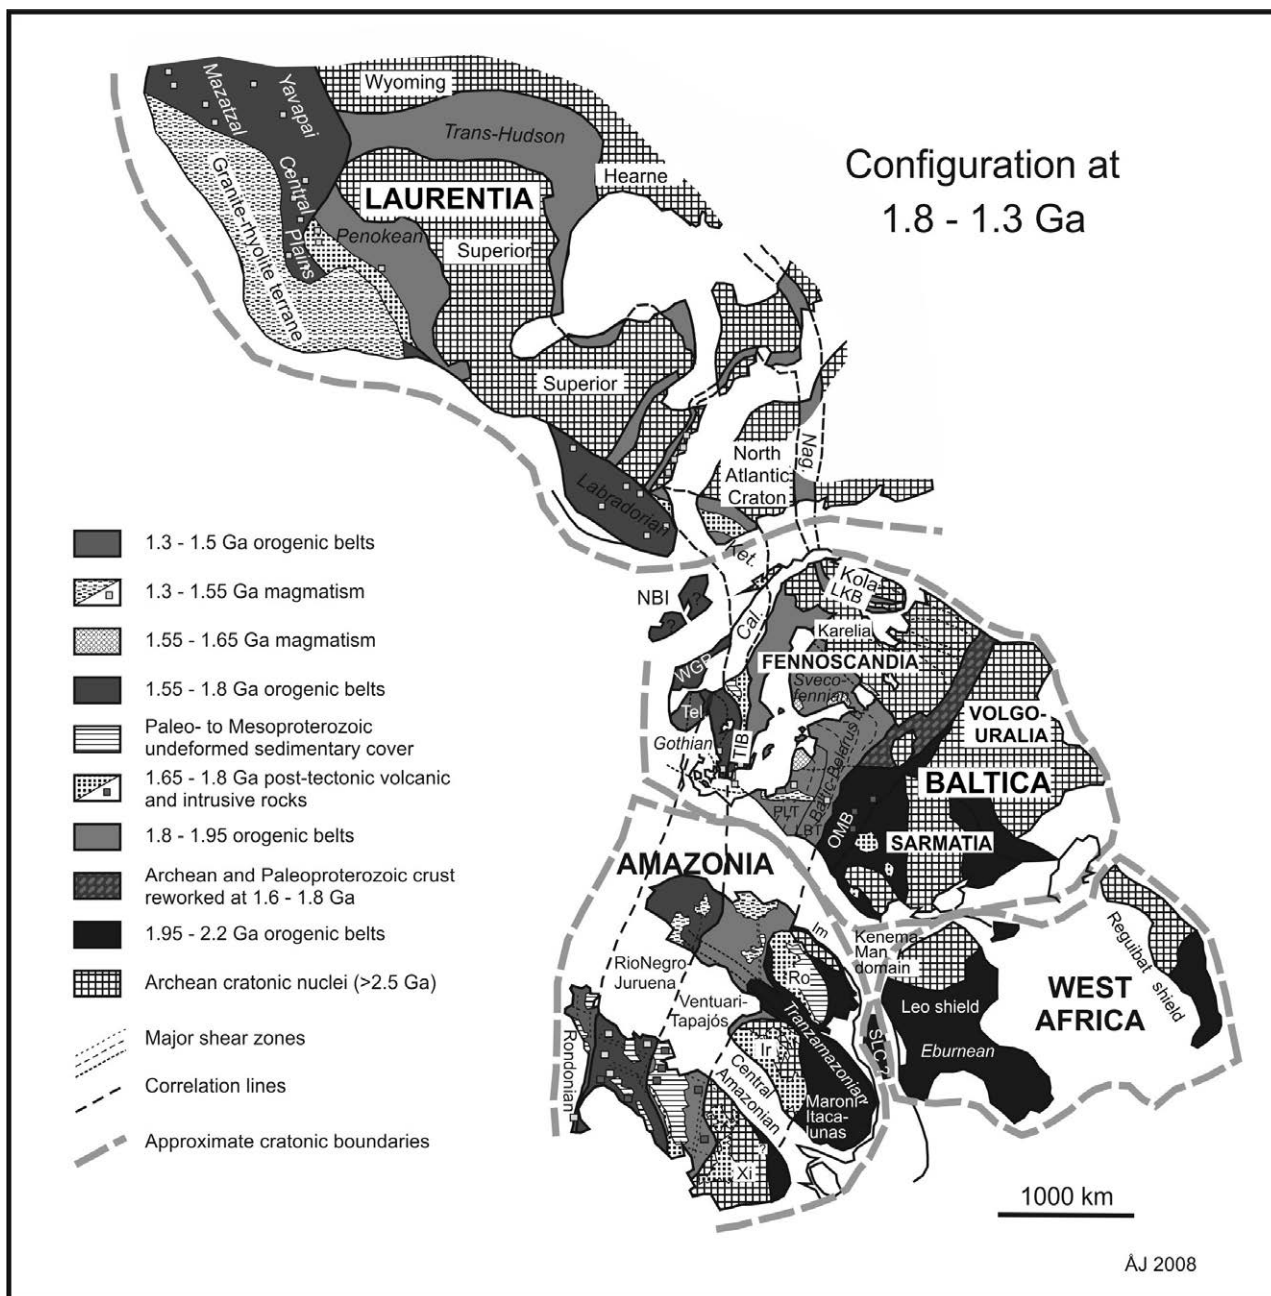 Configuration at
1.8 - 1.3 Ga
Wyoming
Mazatzal
Yavapai
Trans-Hudson
Hearne
LAURENTIA
Central
Plains
Granite-rhyolite terrane
Penokean
Superior
Superior
North
Atlantic
Craton
Nag.
Labradorian
Ket.
NBI
?
?
Cal.
Kola
LKB
Karelia
WGR
FENNOSCANDIA
Sveco-
fennian
Tel
Gothian
TIB
VOLGO-
URALIA
Baltic-Belarus b.
BALTICA
PLT
LBT
OMB
SARMATIA
AMAZONIA
Im
Kenema-
Man
domain
Reguibat shield
RioNegro
Juruena
P
Ro
WEST
AFRICA
Ventuari-
Tapajós
Tranzamazonian
Leo shield
SLC ?
Eburnean
Rondonian
Ir
Central
Amazonian
Maroni
Itaca-
iunas
?
Xi
1.3 - 1.5 Ga orogenic belts
1.3 - 1.55 Ga magmatism
1.55 - 1.65 Ga magmatism
1.55 - 1.8 Ga orogenic belts
Paleo- to Mesoproterozoic
undeformed sedimentary cover
1.65 - 1.8 Ga post-tectonic volcanic
and intrusive rocks
1.8 - 1.95 orogenic belts
Archean and Paleoproterozoic crust
reworked at 1.6 - 1.8 Ga
1.95 - 2.2 Ga orogenic belts
Archean cratonic nuclei (>2.5 Ga)
Major shear zones
Correlation lines
Approximate cratonic boundaries
1000 km
ÅJ 2008